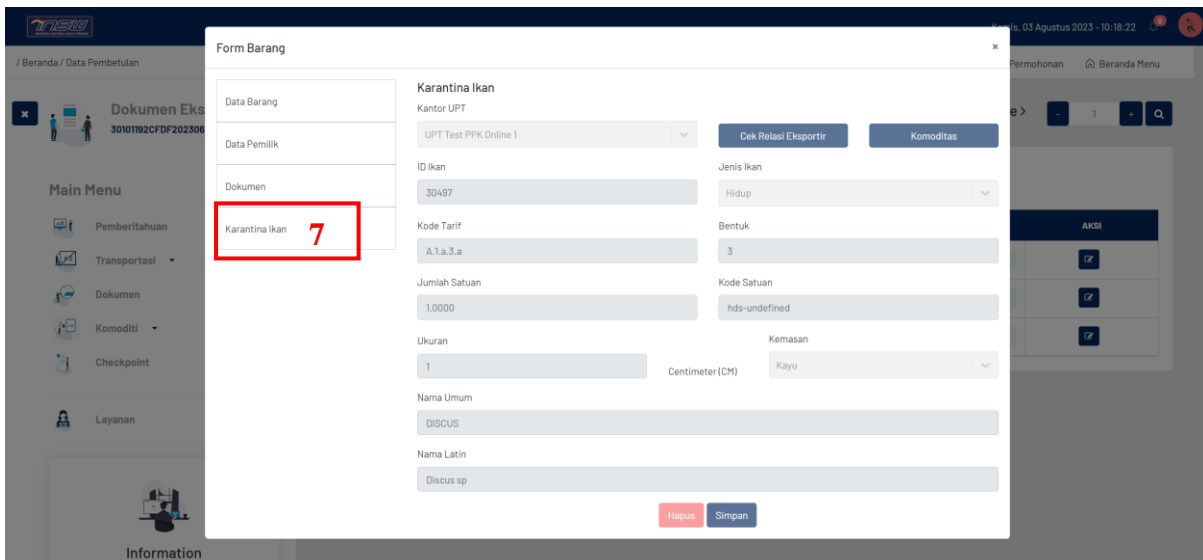 INSW
Kamis, 03 Agustus 2023 - 10:18:22
/ Beranda / Data Pembetulan
Permohonan
Beranda Menu
Form Barang
×
Dokumen Eks
30101192CFDF202306
e >
-
1
+
Main Menu
Pemberitahuan
Transportasi
Dokumen
Komoditi
Checkpoint
Layanan
Information
Data Barang
Data Pemilik
Dokumen
Karantina Ikan
7
Karantina Ikan
Kantor UPT
UPT Test PPK Online 1
Cek Relasi Eksportir
Komoditas
ID Ikan
Jenis Ikan
30497
Hidup
Kode Tarif
Bentuk
A.1.a.3.a
3
Jumlah Satuan
Kode Satuan
1.0000
hds-undefined
Ukuran
Kemasan
1
Centimeter (CM)
Kayu
Nama Umum
DISCUS
Nama Latin
Discus sp
Hapus
Simpan
AKSI